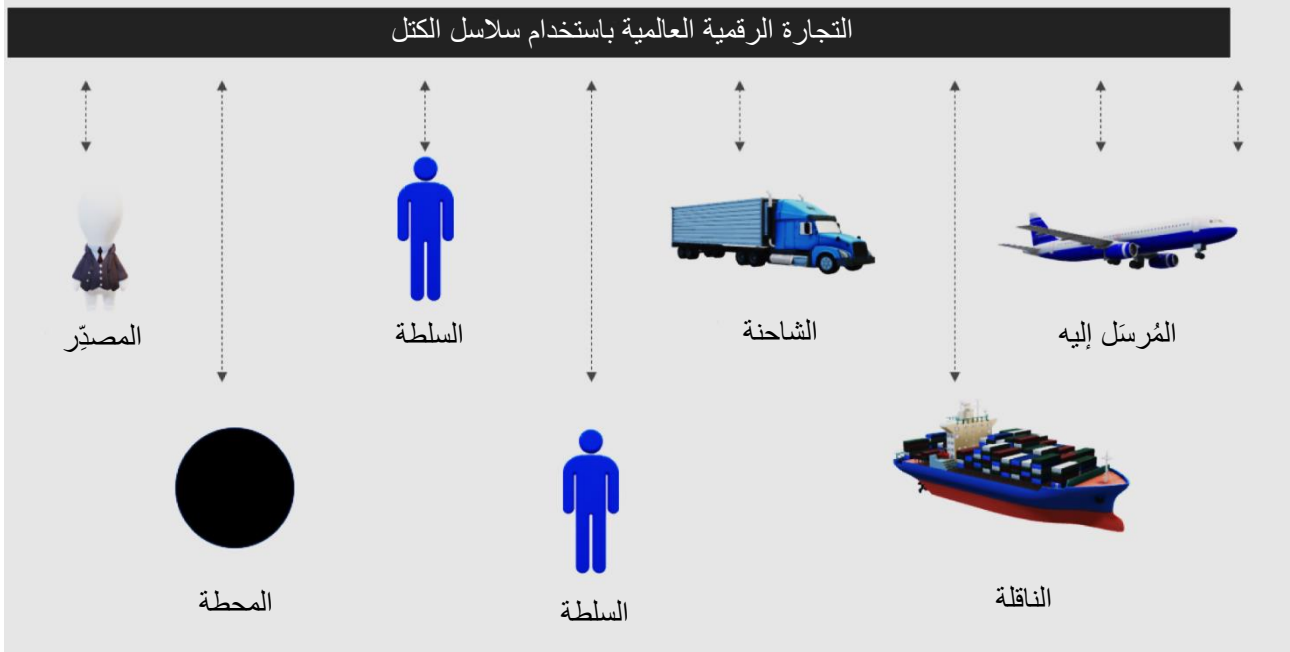 التجارة الرقمية العالمية باستخدام سلاسل الكتل
المُرسَل إليه
الشاحنة
السلطة
المصدِّر
الناقلة
السلطة
المحطة